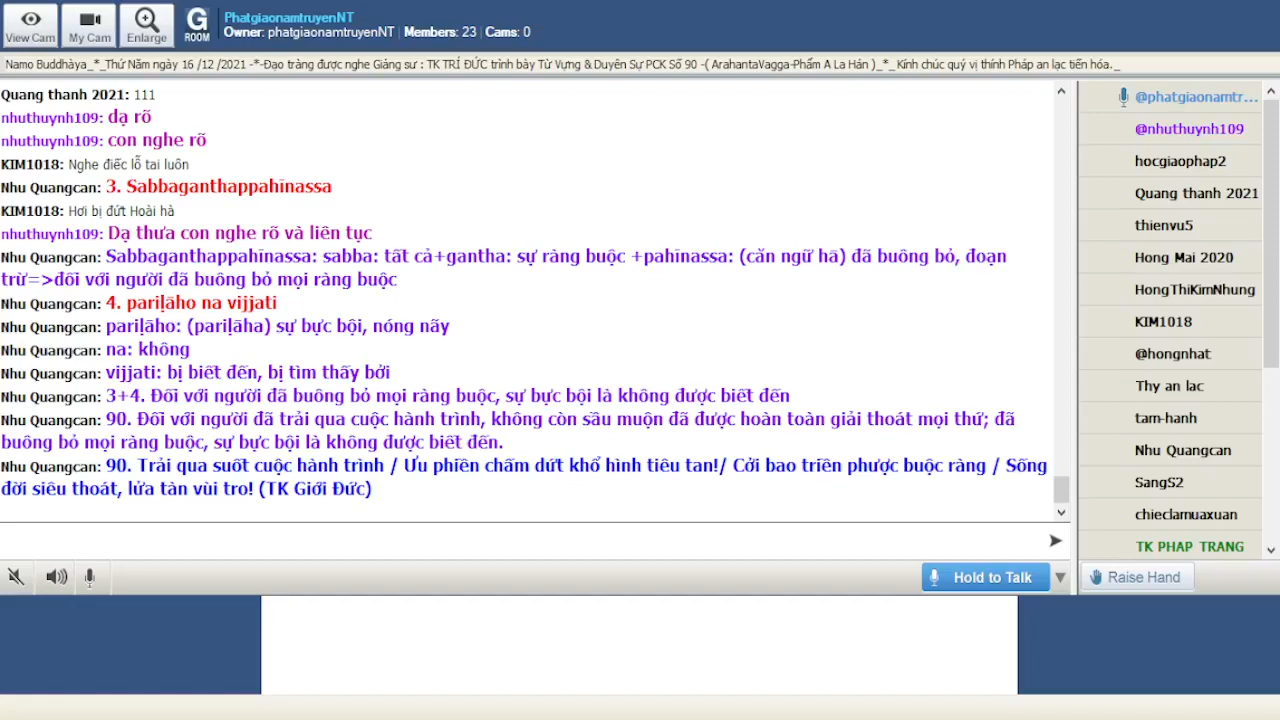 View Cam
My Cam
Enlarge
G
ROOM
PhatgiaonamtruyenNT
Owner: phatgiaonamtruyenNT | Members: 23 | Cams: 0
Namo Buddhàya_*_Thứ Năm ngày 16 /12 /2021 -*-Đạo tràng được nghe Giảng sư : TK TRÍ ĐỨC trình bày Từ Vựng & Duyên Sự PCK Số 90 -( ArahantaVagga-Phẩm A La Hán )_*_ Kính chúc quý vị thính Pháp an lạc tiến hóa._
Quang thanh 2021: 111
nhuthuynh109: dạ rõ
nhuthuynh109: con nghe rõ
KIM1018: Nghe điếc lỗ tai luôn
Nhu Quangcan: 3. Sabbaganthappahīnassa
KIM1018: Hơi bị đứt Hoài hà
nhuthuynh109: Dạ thưa con nghe rõ và liên tục
Nhu Quangcan: Sabbaganthappahīnassa: sabba: tất cả+gantha: sự ràng buộc +pahīnassa: (căn ngữ hā) đã buông bỏ, đoạn
trừ=>đối với người đã buông bỏ mọi ràng buộc
Nhu Quangcan: 4. pariḷāho na vijjati
Nhu Quangcan: pariḷāho: (pariḷāha) sự bực bội, nóng nãy
Nhu Quangcan: na: không
Nhu Quangcan: vijjati: bị biết đến, bị tìm thấy bởi
Nhu Quangcan: 3+4. Đối với người đã buông bỏ mọi ràng buộc, sự bực bội là không được biết đến
Nhu Quangcan: 90. Đối với người đã trải qua cuộc hành trình, không còn sầu muộn đã được hoàn toàn giải thoát mọi thứ; đã
buông bỏ mọi ràng buộc, sự bực bội là không được biết đến.
Nhu Quangcan: 90. Trải qua suốt cuộc hành trình / Ưu phiền chấm dứt khổ hình tiêu tan!/ Cởi bao triền phược buộc ràng / Sống
đời siêu thoát, lửa tàn vùi tro! (TK Giới Đức)
@phatgiaonamtr...
@nhuthuynh109
hocgiaophap2
Quang thanh 2021
thienvu5
Hong Mai 2020
HongThiKimNhung
KIM1018
@hongnhat
Thy an lac
tam-hanh
Nhu Quangcan
SangS2
chieclamuaxuan
TK PHAP TRANG
Hold to Talk
Raise Hand